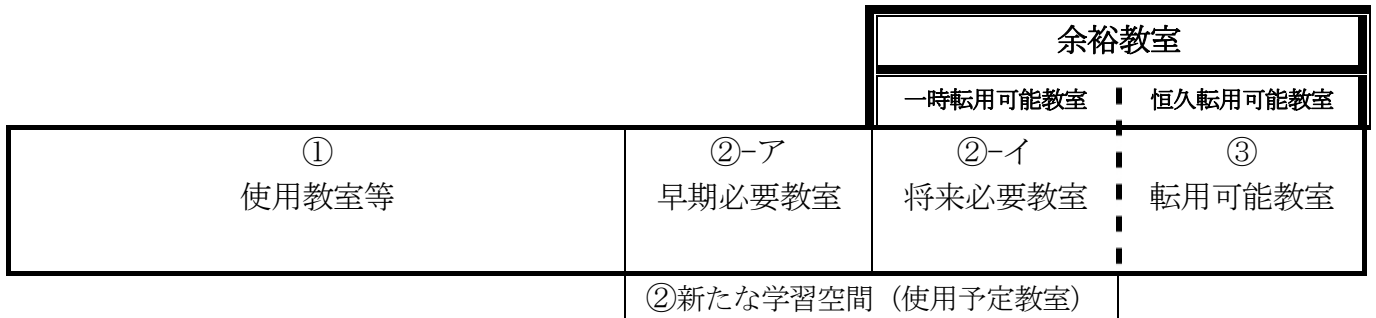 余裕教室
一時転用可能教室 恒久転用可能教室
① ②-ア ②-イ ③
使用教室等 早期必要教室 将来必要教室 転用可能教室
②新たな学習空間（使用予定教室）